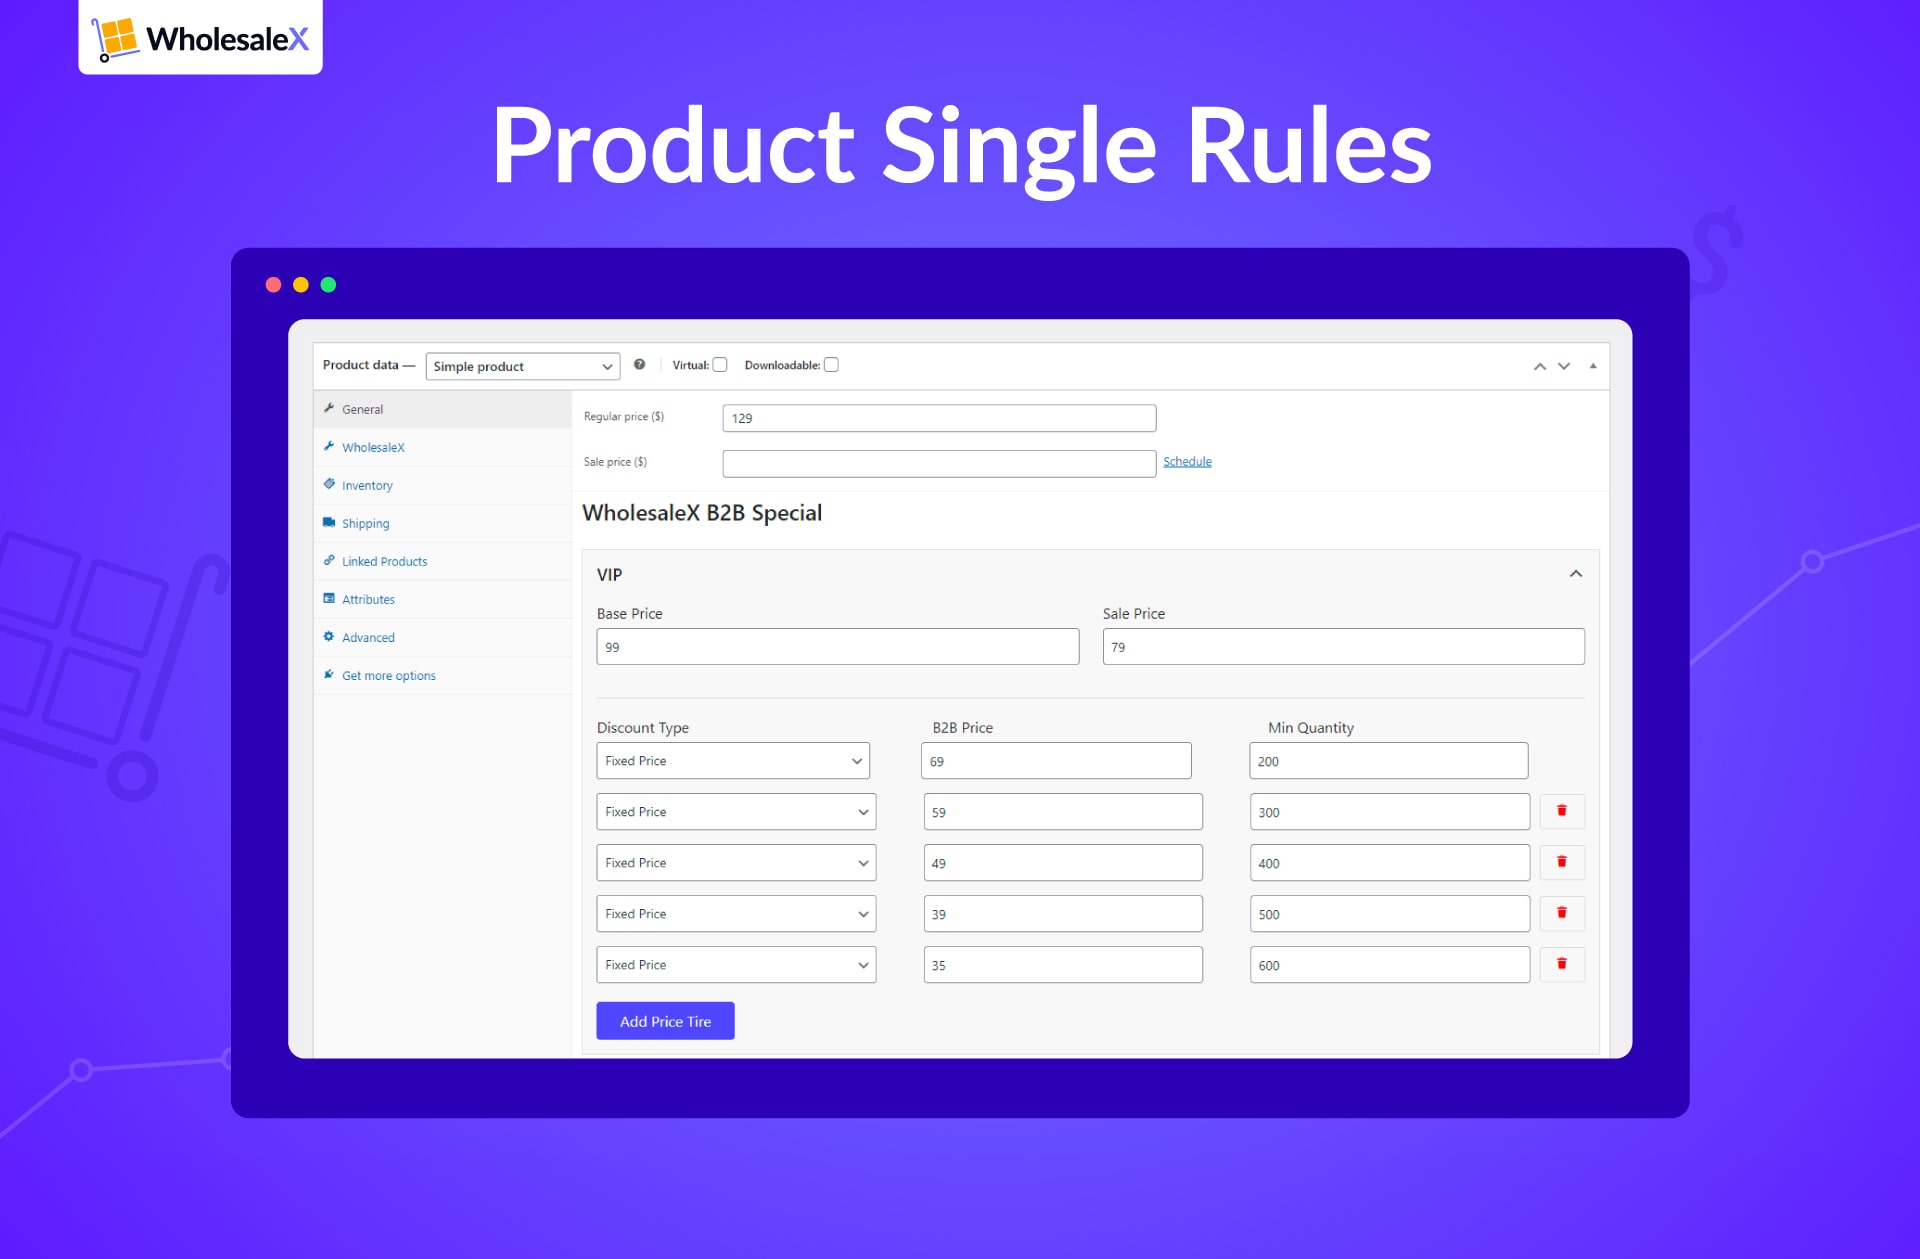 WholesaleX
Product Single Rules
Product data — Simple product Virtual: Downloadable:
General
WholesaleX
Inventory
Shipping
Linked Products
Attributes
Advanced
Get more options
Regular price ($) 129
Sale price ($) Schedule
WholesaleX B2B Special
VIP
Base Price Sale Price
99 79
Discount Type B2B Price Min Quantity
Fixed Price 69 200
Fixed Price 59 300
Fixed Price 49 400
Fixed Price 39 500
Fixed Price 35 600
Add Price Tire